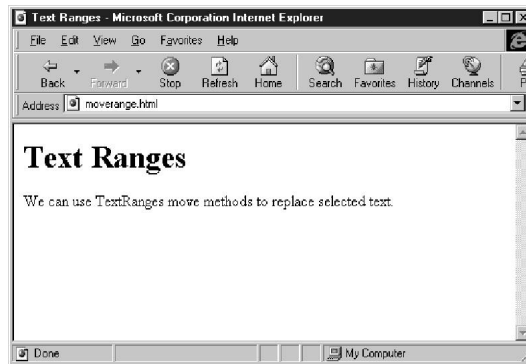 Text Ranges - Microsoft Corporation Internet Explorer
File Edit View Go Favorites Help
Back Forward Stop Refresh Home Search Favorites History Channels
Address moverange.html
Text Ranges
We can use TextRanges move methods to replace selected text.
Done My Computer